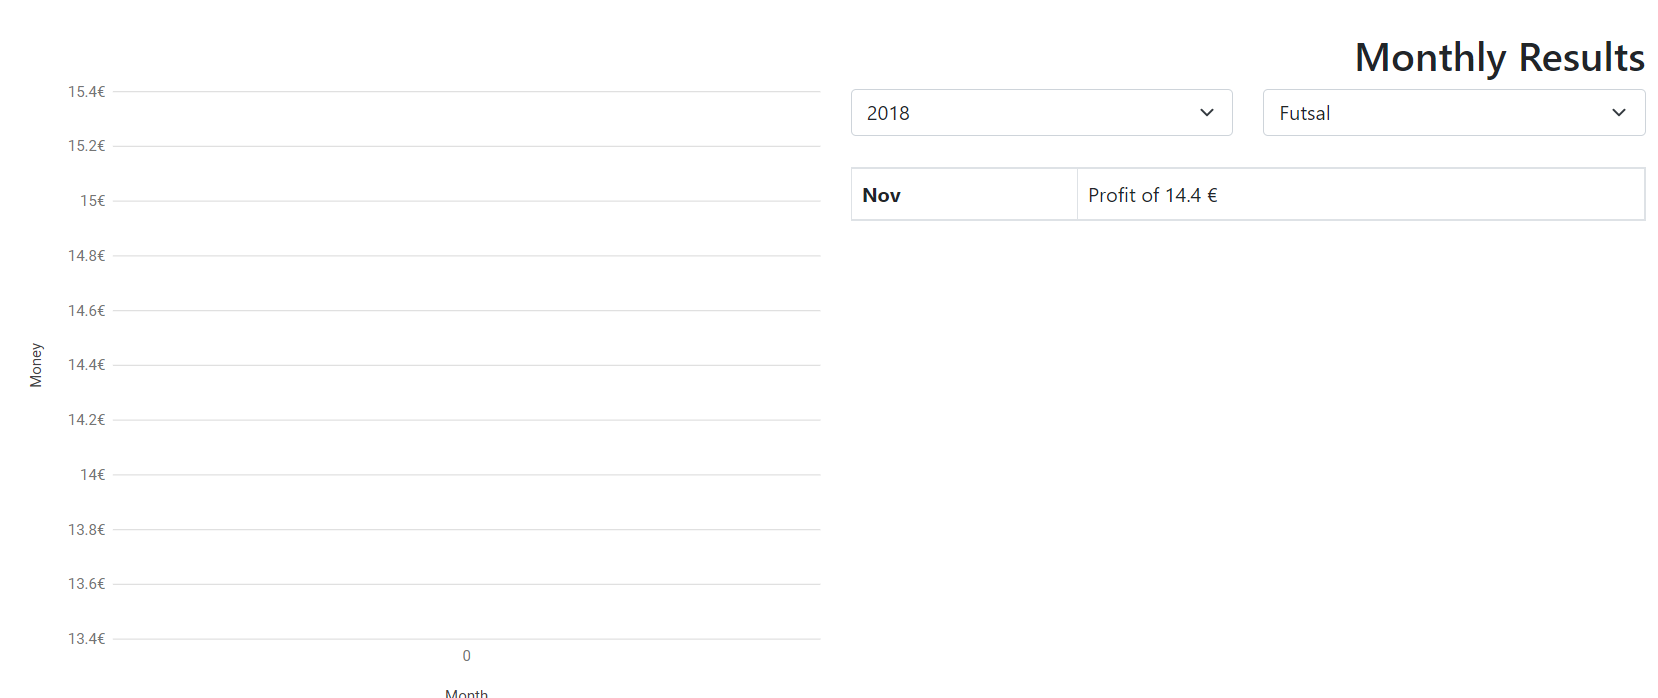 Monthly Results
2018
Futsal
Nov
Profit of 14.4 €
15.4€
15.2€
15€
14.8€
14.6€
14.4€
14.2€
14€
13.8€
13.6€
13.4€
Money
0
Month